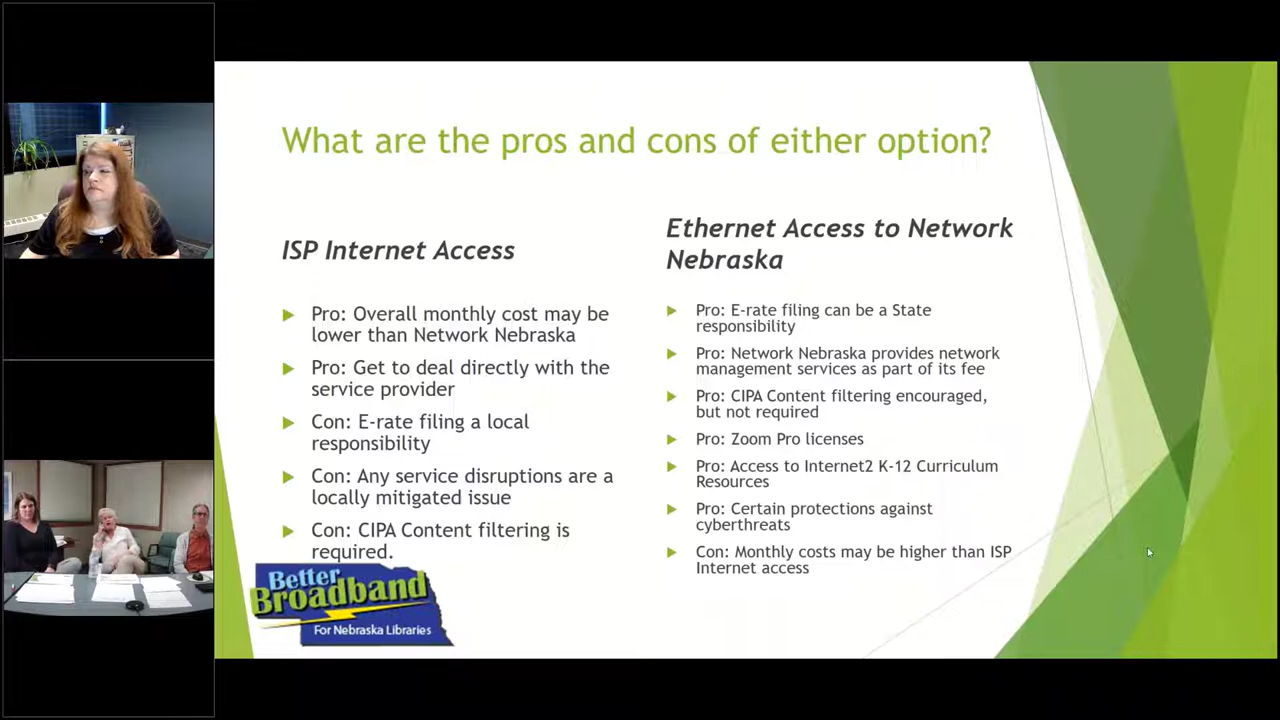 What are the pros and cons of either option?
ISP Internet Access
Pro: Overall monthly cost may be
lower than Network Nebraska
Pro: Get to deal directly with the
service provider
Con: E-rate filing a local
responsibility
Con: Any service disruptions are a
locally mitigated issue
Con: CIPA Content filtering is
required.
Ethernet Access to Network
Nebraska
Pro: E-rate filing can be a State
responsibility
Pro: Network Nebraska provides network
management services as part of its fee
Pro: CIPA Content filtering encouraged,
but not required
Pro: Zoom Pro licenses
Pro: Access to Internet2 K-12 Curriculum
Resources
Pro: Certain protections against
cyberthreats
Con: Monthly costs may be higher than ISP
Internet access
Better
Broadband
For Nebraska Libraries